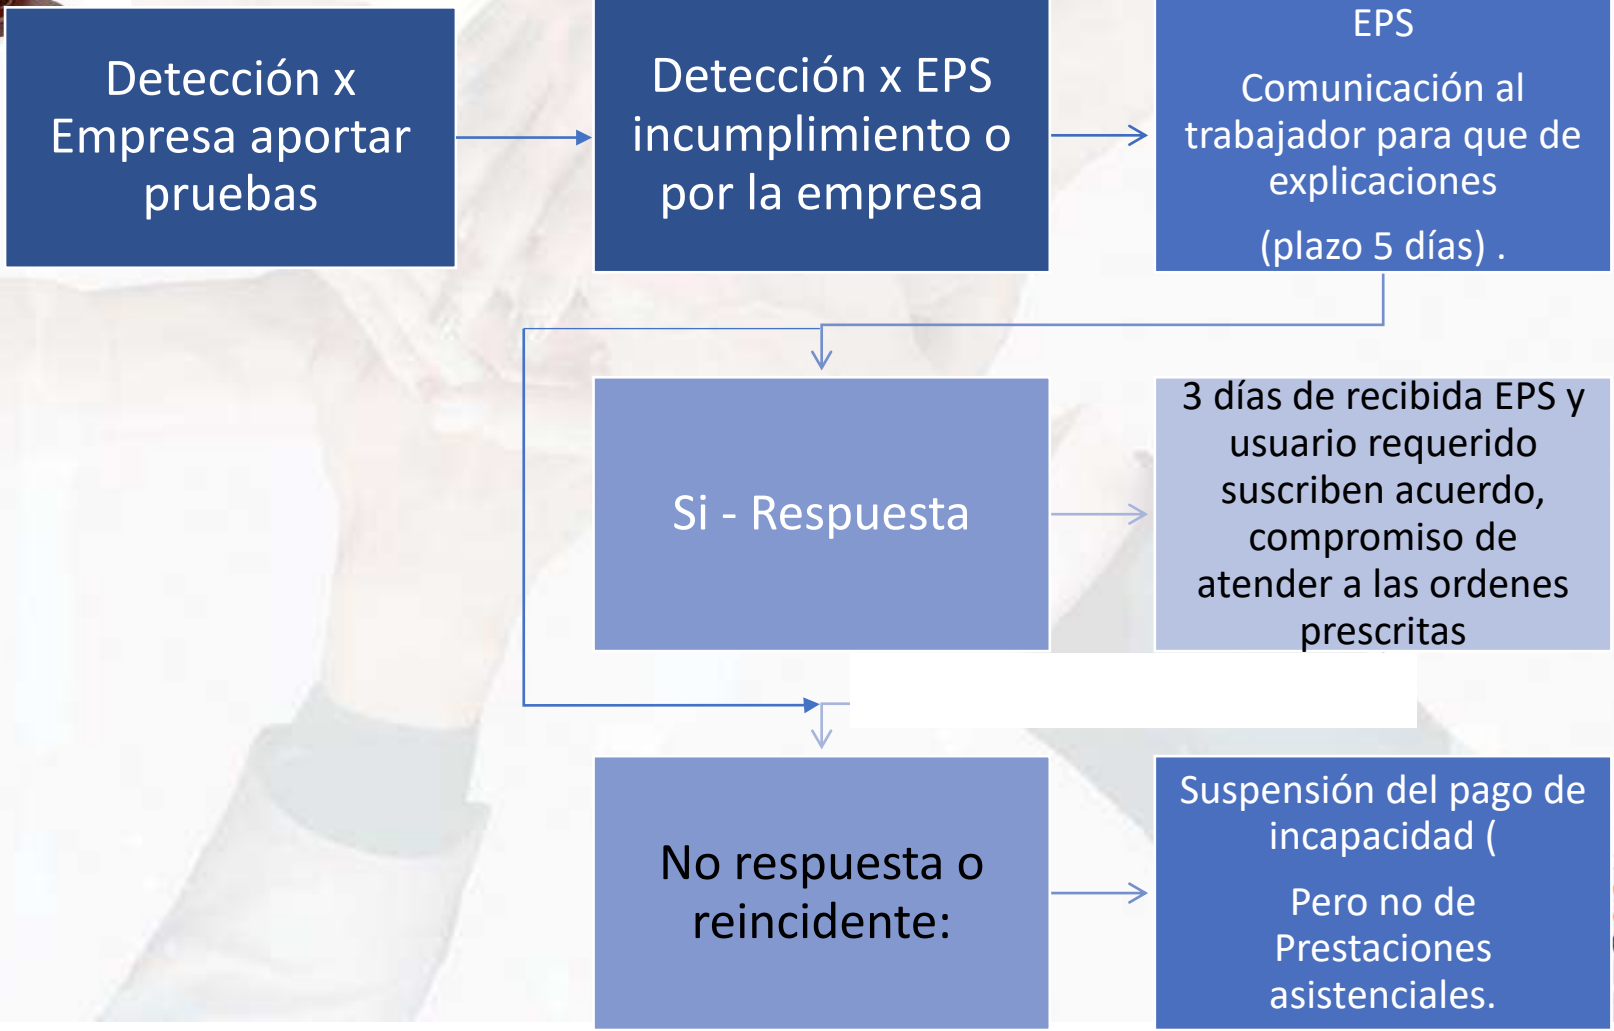 Detección x
Empresa aportar
pruebas
Detección x EPS
incumplimiento o
por la empresa
EPS
Comunicación al
trabajador para que de
explicaciones
(plazo 5 días) .
Si - Respuesta
3 días de recibida EPS y
usuario requerido
suscriben acuerdo,
compromiso de
atender a las ordenes
prescritas
No respuesta o
reincidente:
Suspensión del pago de
incapacidad (
Pero no de
Prestaciones
asistenciales.